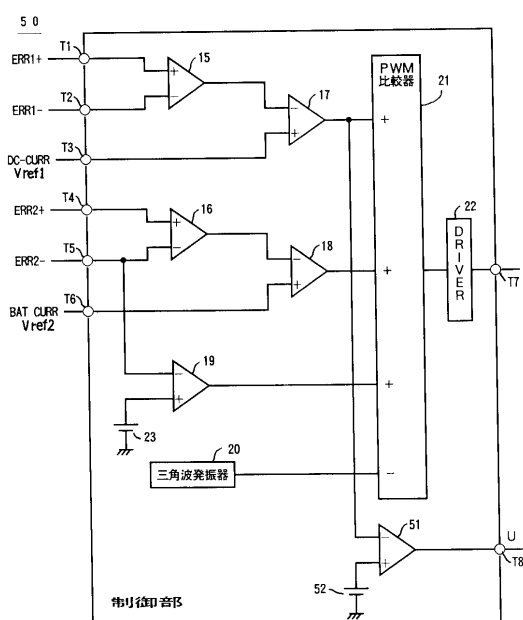 50
T1
ERR1+
15
T2
ERR1-
17
T3
DC-CURR
Vref1
PWM
比較器
21
+
-
-
+
+
T4
ERR2+
16
T5
ERR2-
18
T6
BAT CURR
Vref2
+
-
-
+
+
22
DRIVER
T7
19
-
+
+
23
20
三角波発振器
-
51
-
+
U
T8
52
制御部